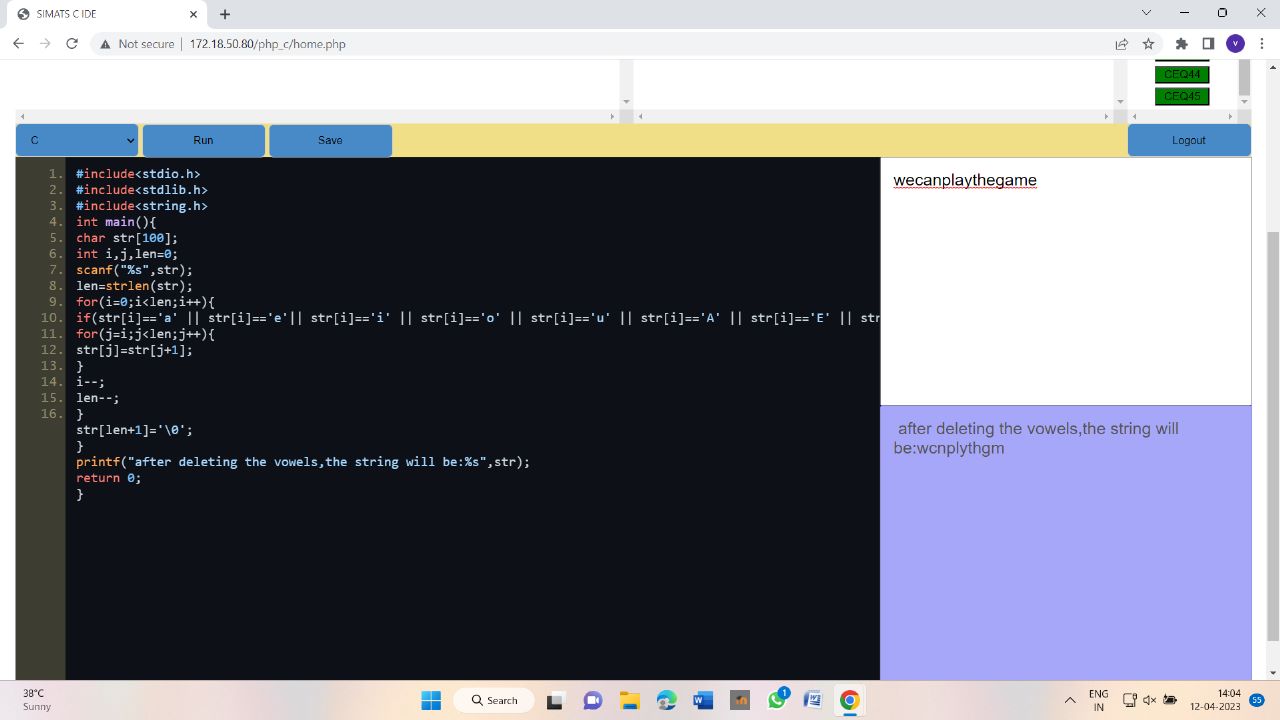 SIMATS C IDE
Not secure | 172.18.50.80/php_c/home.php
V
CEQ44
CEQ45
C
Run
Save
Logout
1. #include<stdio.h>
2. #include<stdlib.h>
3. #include<string.h>
4. int main(){
5. char str[100];
6. int i,j,len=0;
7. scanf("%s",str);
8. len=strlen(str);
9. for(i=0;i<len;i++){
10. if(str[i]=='a' || str[i]=='e'|| str[i]=='i' || str[i]=='o' || str[i]=='u' || str[i]=='A' || str[i]=='E' || str
11. for(j=i;j<len;j++){
12. str[j]=str[j+1];
13. }
14. i--;
15. len--;
16. }
str[len+1]='\0';
}
printf("after deleting the vowels,the string will be:%s",str);
return 0;
}
wecanplaythegame
after deleting the vowels,the string will
be:wcnplythgm
38°C
Sunny
Search
1
ENG
IN
14:04
12-04-2023
55